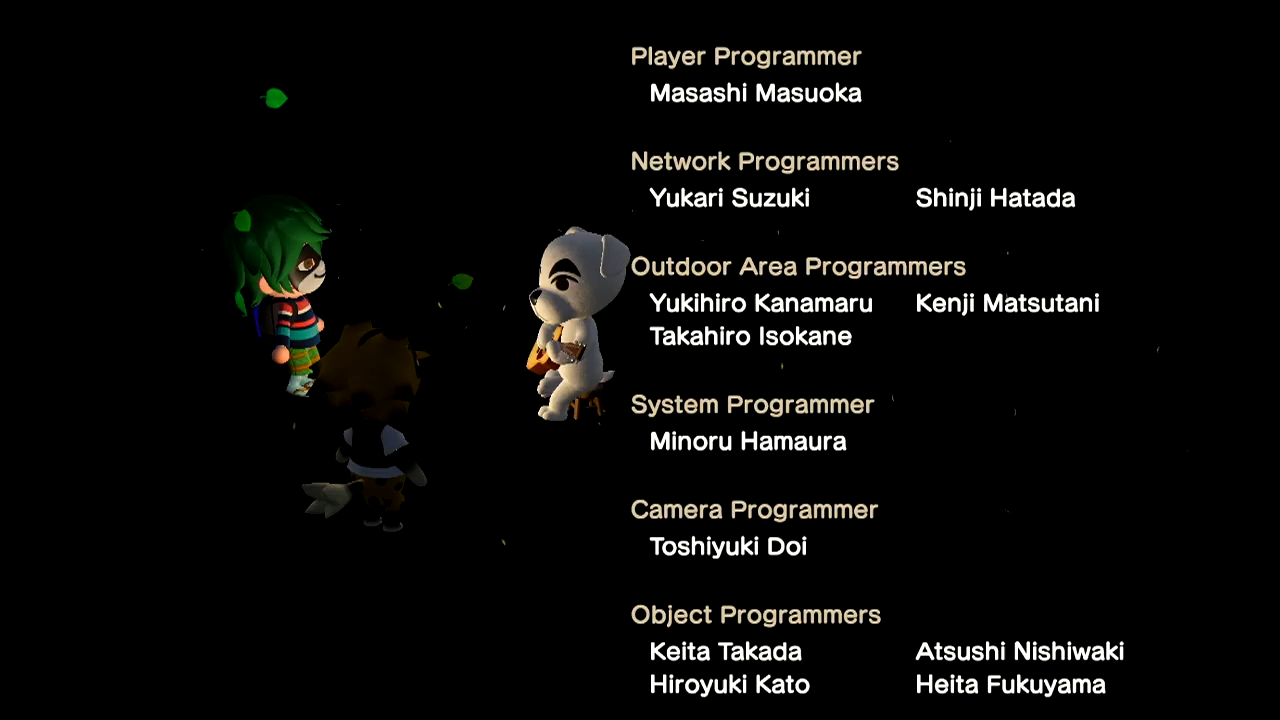 Player Programmer
Masashi Masuoka
Network Programmers
Yukari Suzuki Shinji Hatada
Outdoor Area Programmers
Yukihiro Kanamaru Kenji Matsutani
Takahiro Isokane
System Programmer
Minoru Hamaura
Camera Programmer
Toshiyuki Doi
Object Programmers
Keita Takada Atsushi Nishiwaki
Hiroyuki Kato Heita Fukuyama